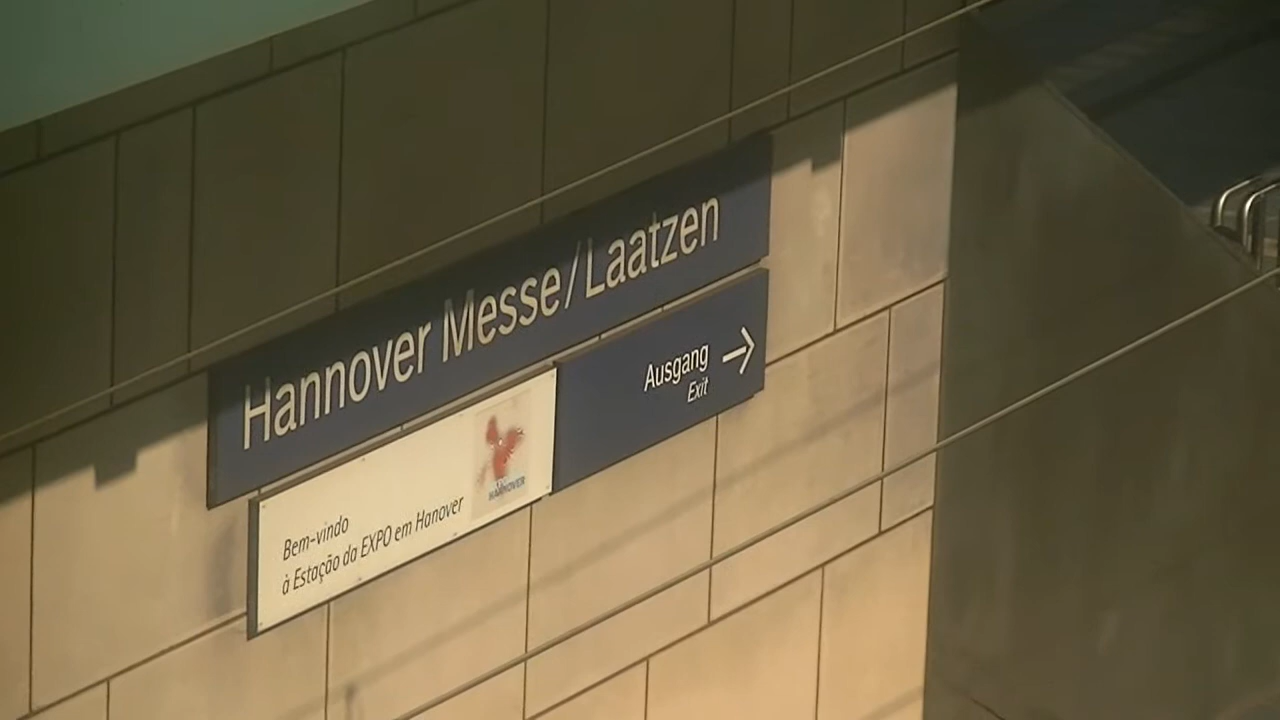 Hannover Messe/Laatzen
Ausgang
Exit
HANNOVER
Bem-vindo
à Estação da EXPO em Hanover